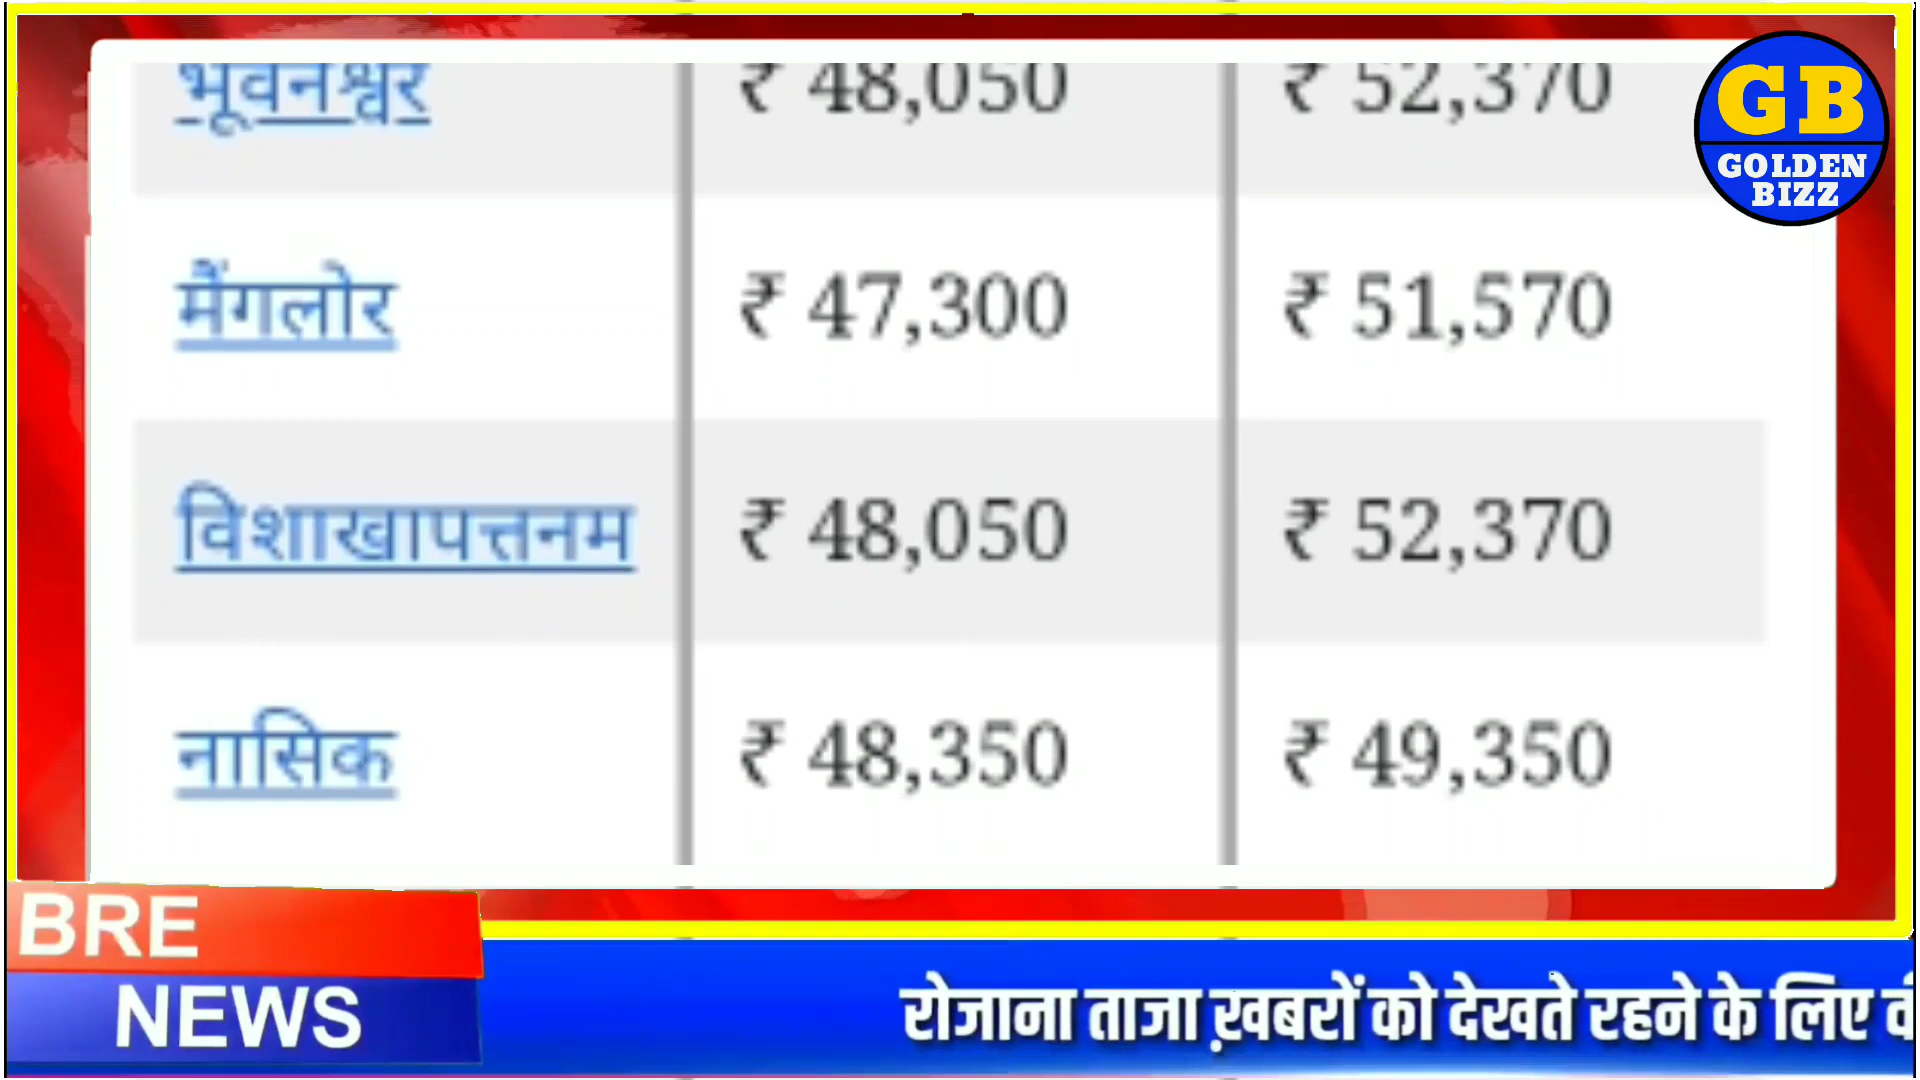 भूवनेश्वर ₹ 48,050 ₹ 52,370
मैंगलोर ₹ 47,300 ₹ 51,570
विशाखापत्तनम ₹ 48,050 ₹ 52,370
नासिक ₹ 48,350 ₹ 49,350
GB
GOLDEN
BIZZ
BRE
NEWS
रोजाना ताजा ख़बरों को देखते रहने के लिए